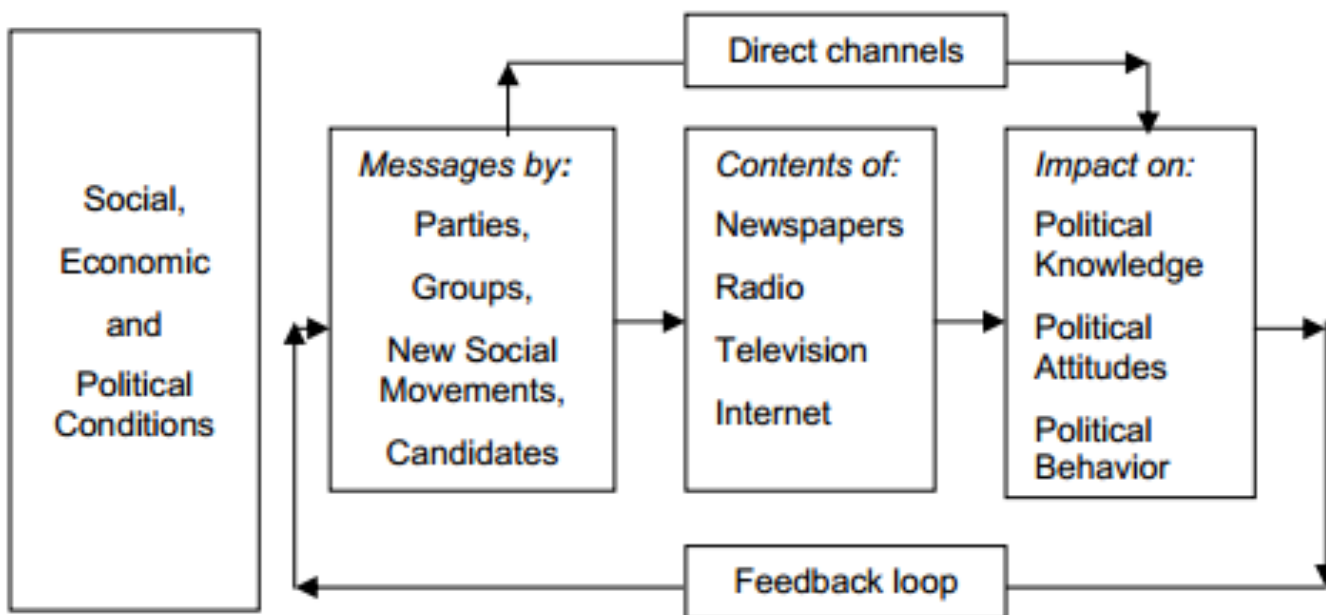 Direct channels
Social,
Economic
and
Political
Conditions
Messages by:
Parties,
Groups,
New Social
Movements,
Candidates
Contents of:
Newspapers
Radio
Television
Internet
Impact on:
Political
Knowledge
Political
Attitudes
Political
Behavior
Feedback loop